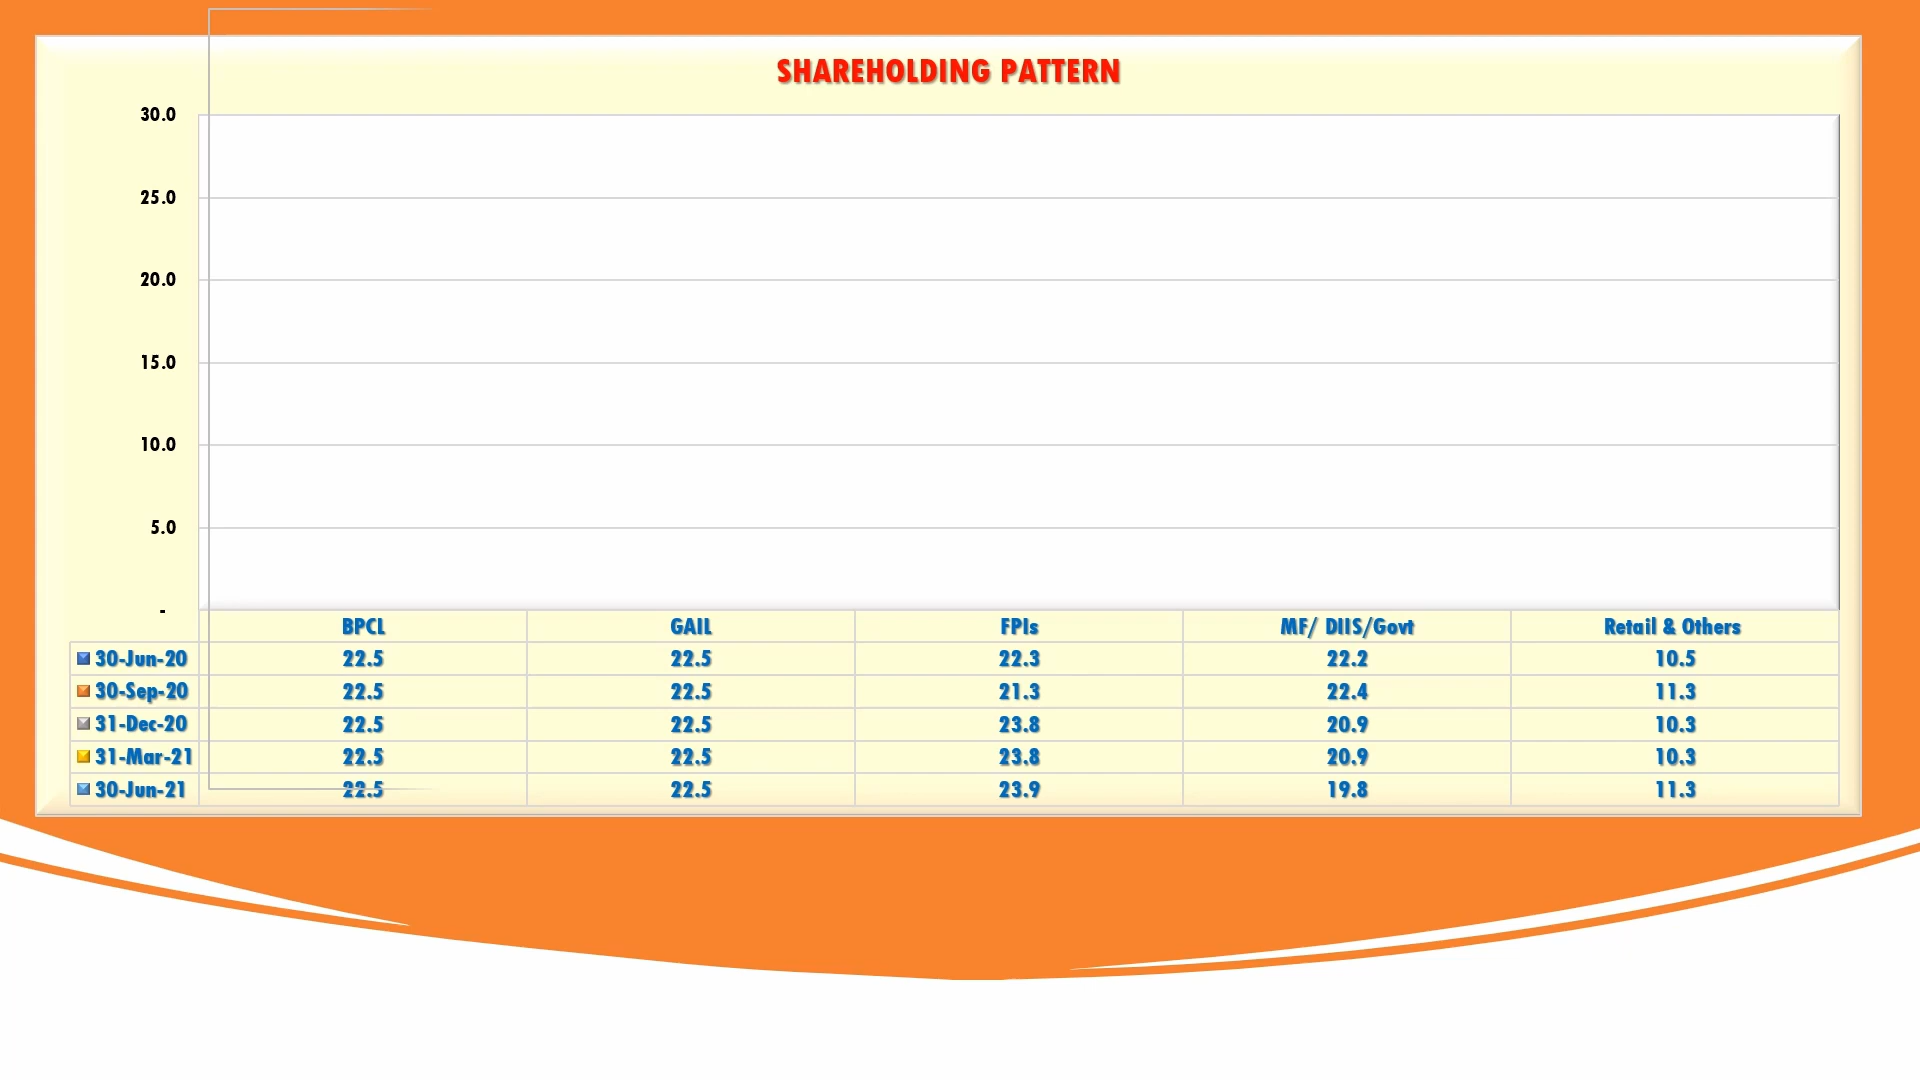 SHAREHOLDING PATTERN
30.0
25.0
20.0
15.0
10.0
5.0
-
BPCL GAIL FPIs MF/ DIIS/Govt Retail & Others
30-Jun-20 22.5 22.5 22.3 22.2 10.5
30-Sep-20 22.5 22.5 21.3 22.4 11.3
31-Dec-20 22.5 22.5 23.8 20.9 10.3
31-Mar-21 22.5 22.5 23.8 20.9 10.3
30-Jun-21 22.5 22.5 23.9 19.8 11.3